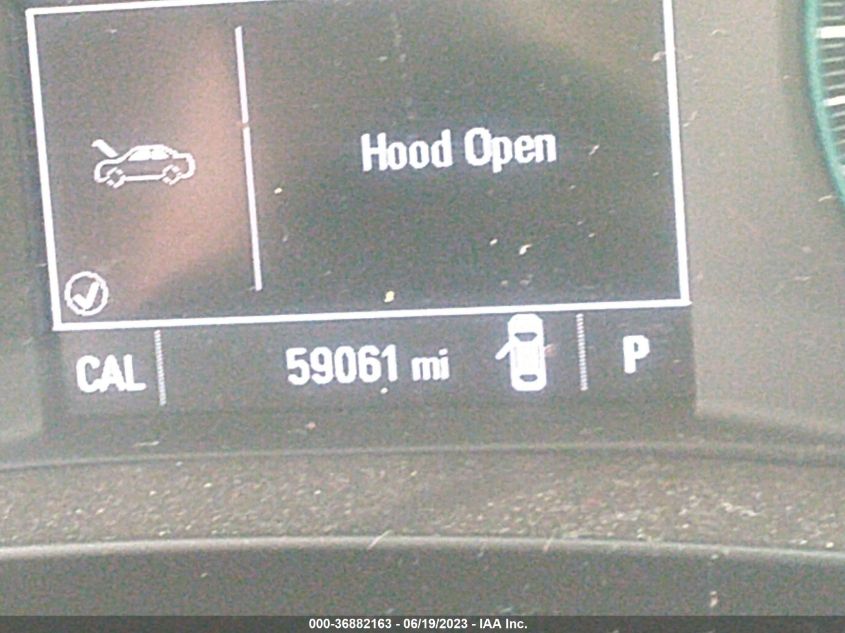 Hood Open
CAL 59061 mi P
000-36882163 - 06/19/2023 - IAA Inc.